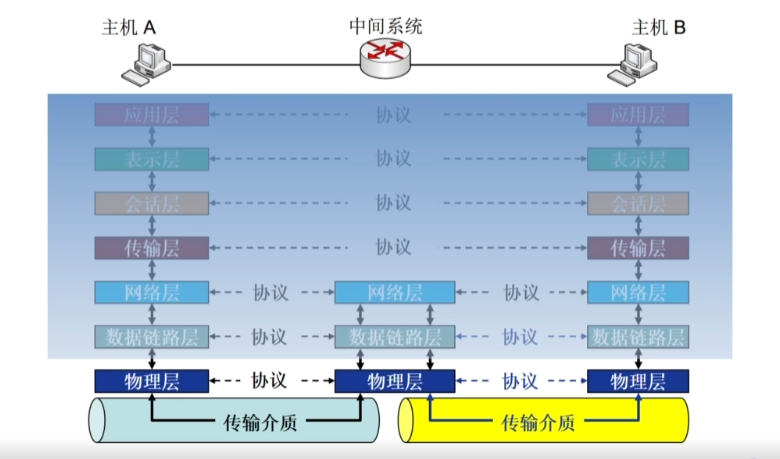 主机 A 中间系统 主机 B
应用层 协议 应用层
表示层 协议 表示层
会话层 协议 会话层
传输层 协议 传输层
网络层 协议 网络层 协议 网络层
数据链路层 协议 数据链路层 协议 数据链路层
物理层 协议 物理层 协议 物理层
传输介质 传输介质